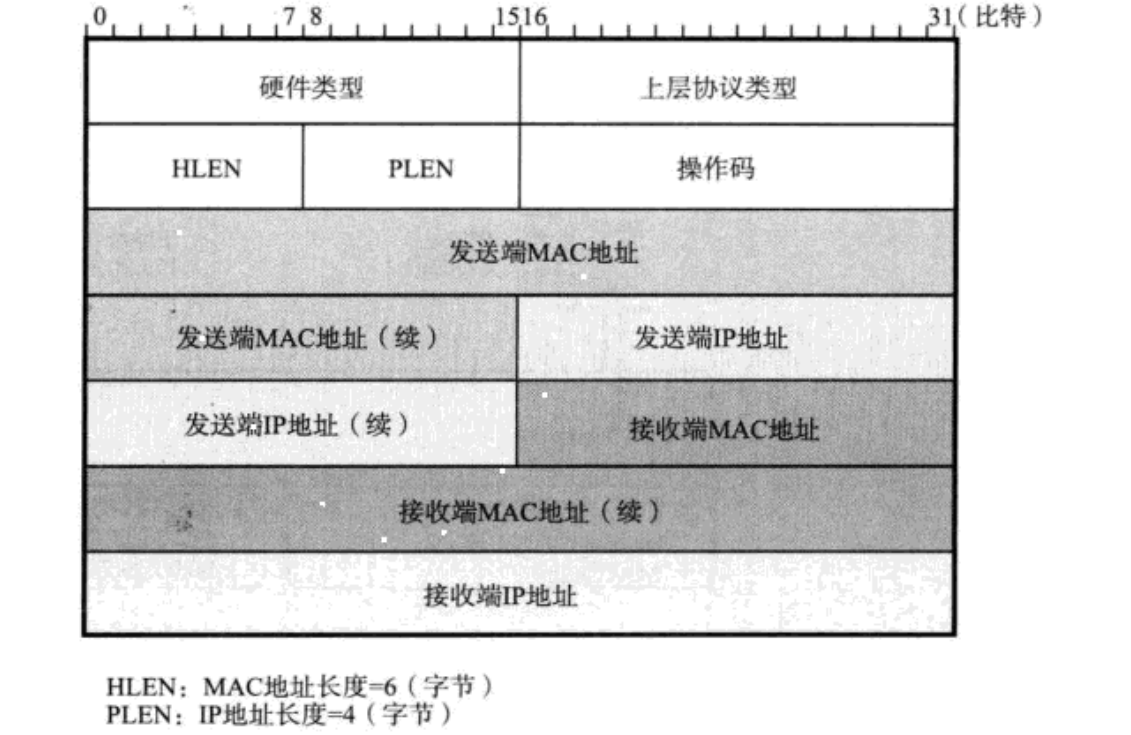 0 7 8 1516 31(比特)
硬件类型 上层协议类型
HLEN PLEN 操作码
发送端MAC地址
发送端MAC地址(续) 发送端IP地址
发送端IP地址(续) 接收端MAC地址
接收端MAC地址(续)
接收端IP地址
HLEN:MAC地址长度=6(字节)
PLEN:IP地址长度=4(字节)